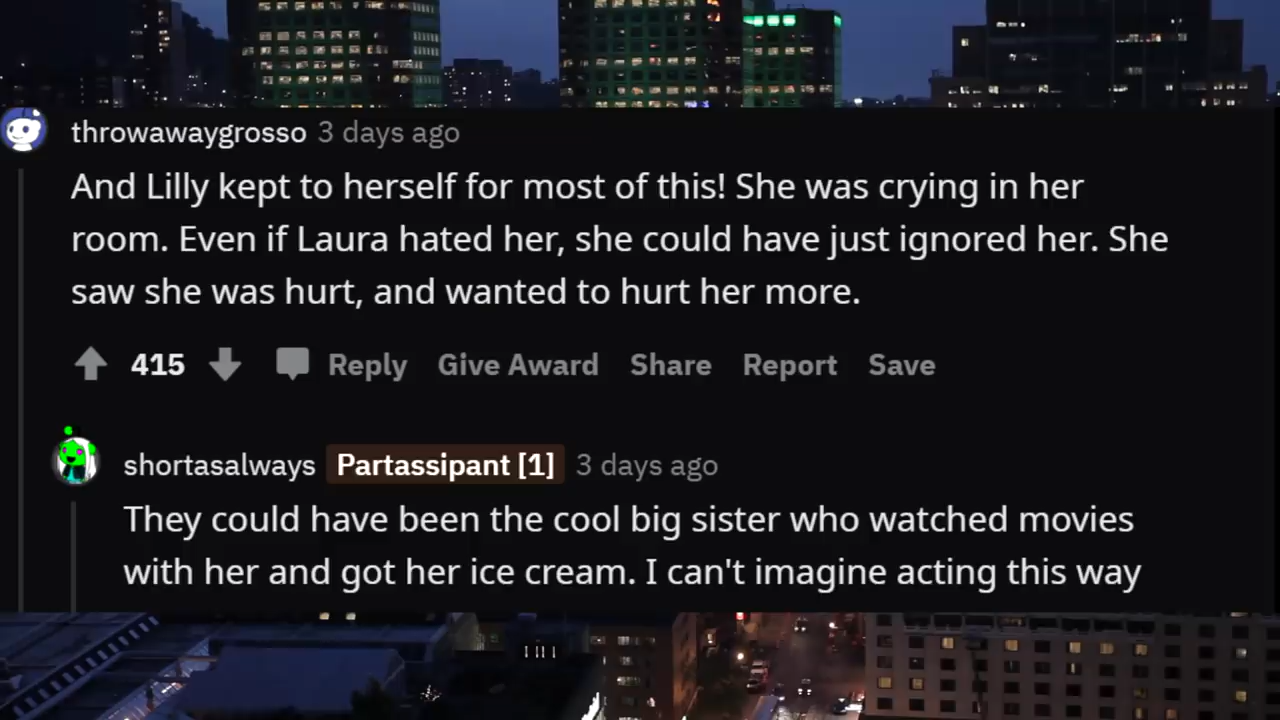 throwawaygrosso 3 days ago
And Lilly kept to herself for most of this! She was crying in her
room. Even if Laura hated her, she could have just ignored her. She
saw she was hurt, and wanted to hurt her more.
415 Reply Give Award Share Report Save
shortasalways Partassipant [1] 3 days ago
They could have been the cool big sister who watched movies
with her and got her ice cream. I can't imagine acting this way